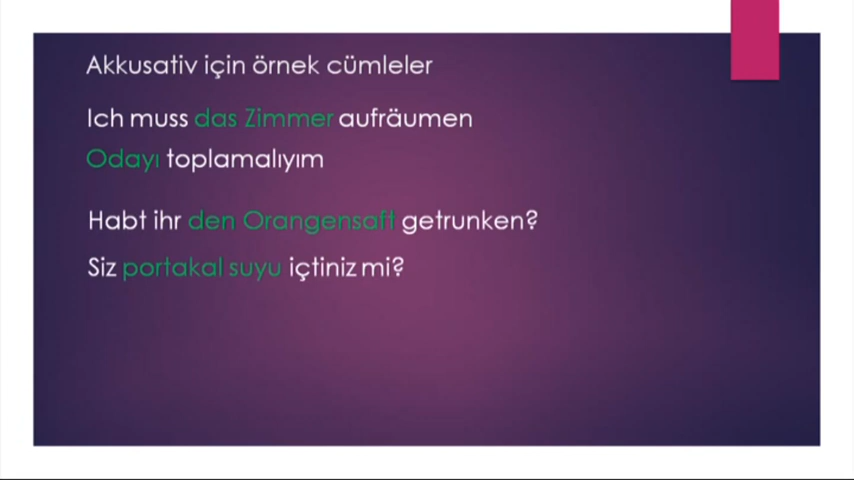 Akkusativ için örnek cümleler
Ich muss das Zimmer aufräumen
Odayı toplamalıyım
Habt ihr den Orangensaft getrunken?
Siz portakal suyu içtiniz mi?